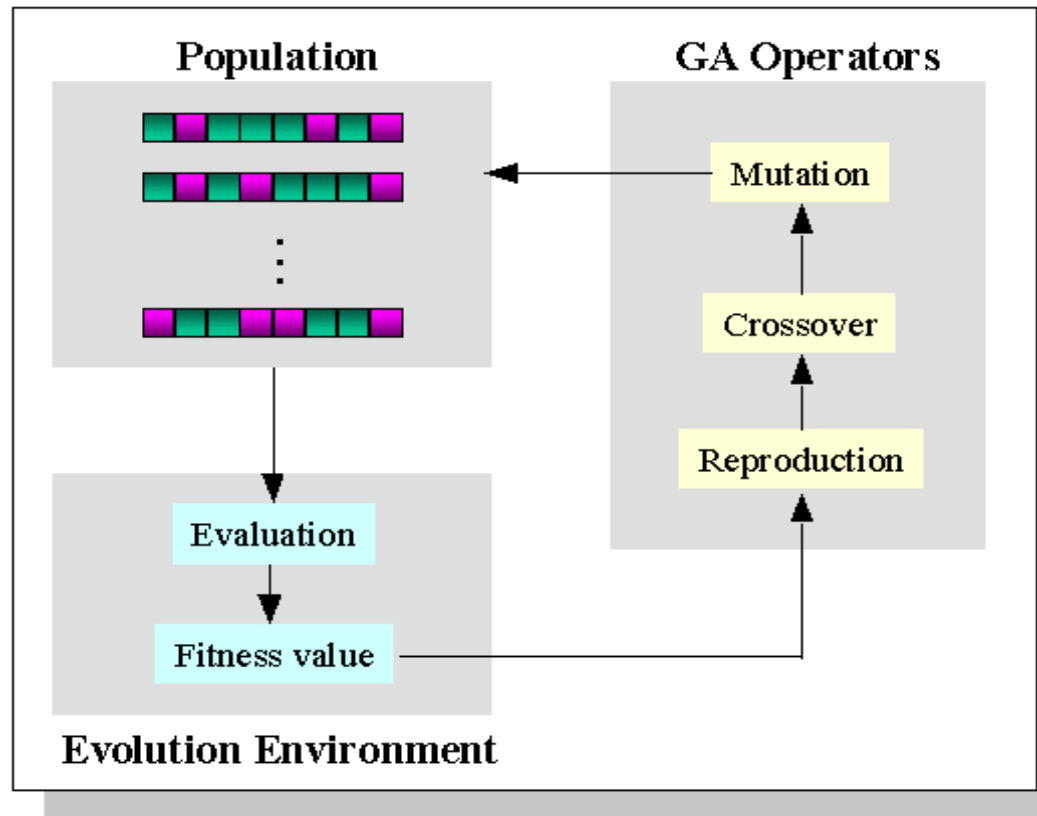 Population
GA Operators
Mutation
Crossover
Reproduction
Evaluation
Fitness value
Evolution Environment